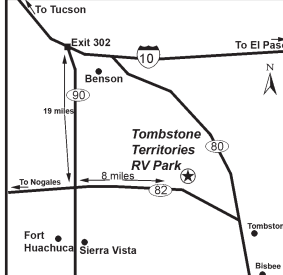 To Tucson
Exit 302
10
To El Paso
Benson
N
90
19 miles
Tombstone
Territories
RV Park
80
8 miles
To Nogales
82
Tombston
Fort
Huachuca
Sierra Vista
Bisbee